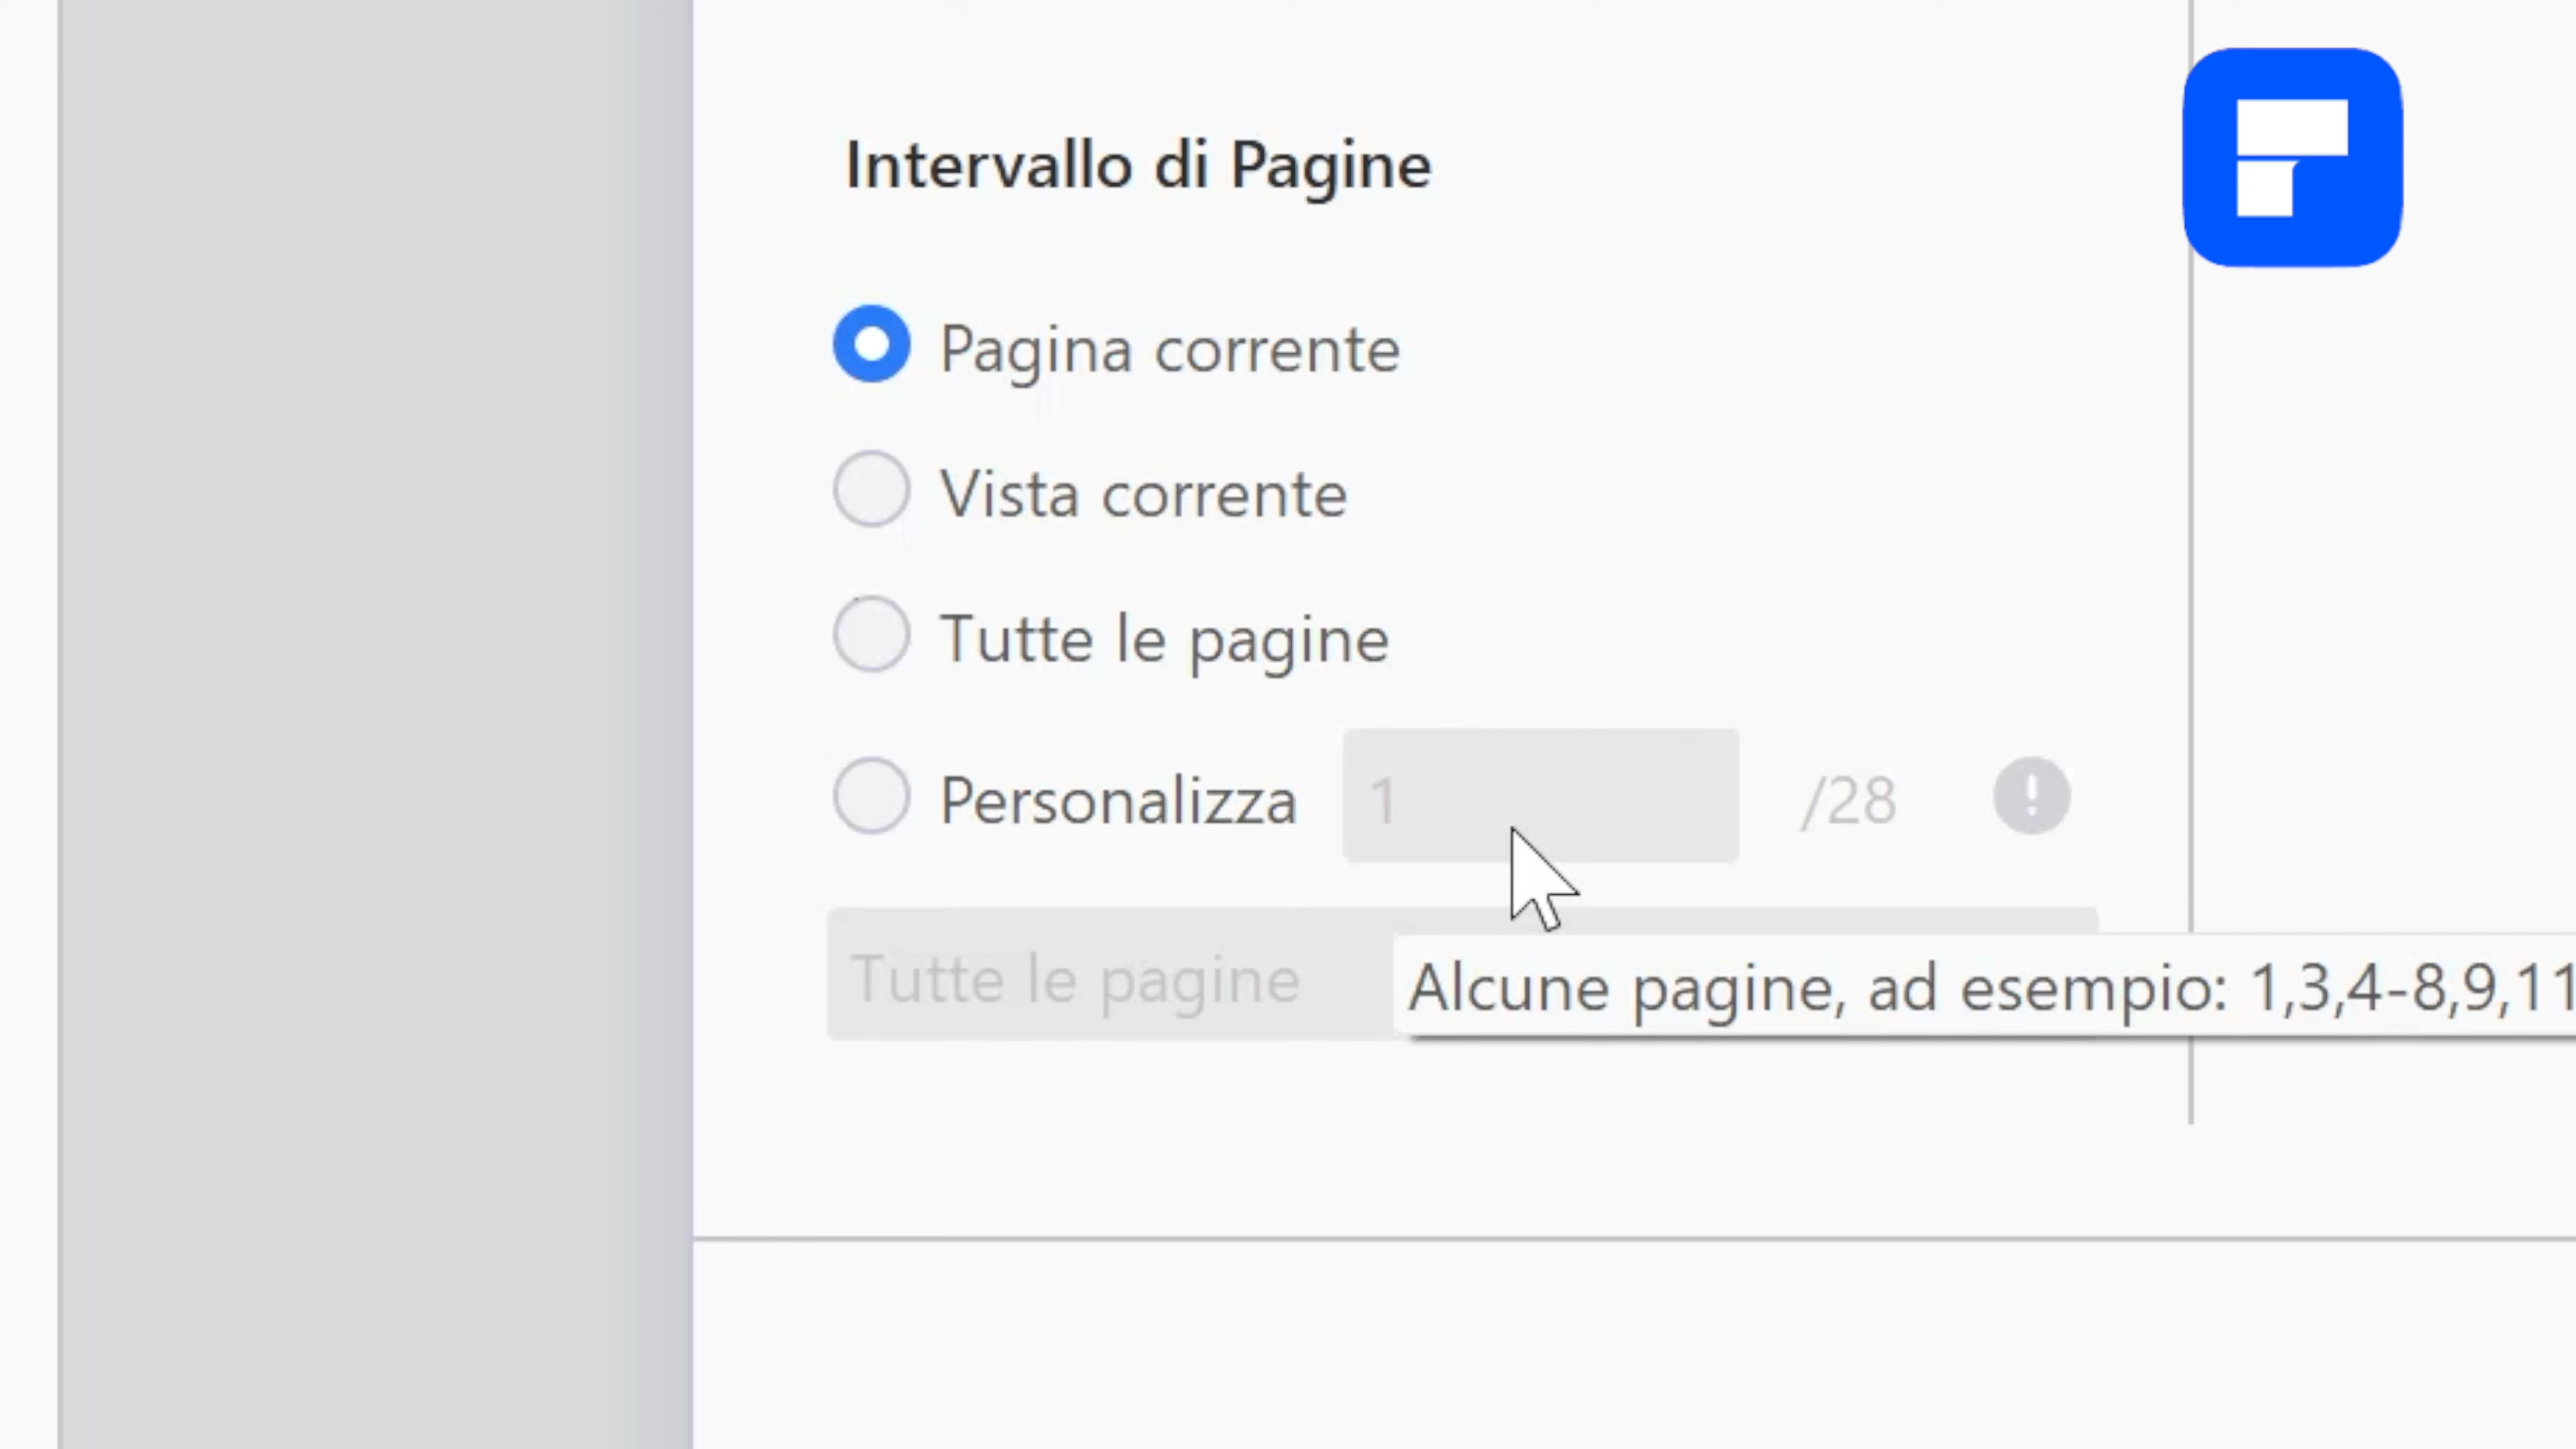 Intervallo di Pagine
Pagina corrente
Vista corrente
Tutte le pagine
Personalizza 1 /28
Tutte le pagine
Alcune pagine, ad esempio: 1,3,4-8,9,11